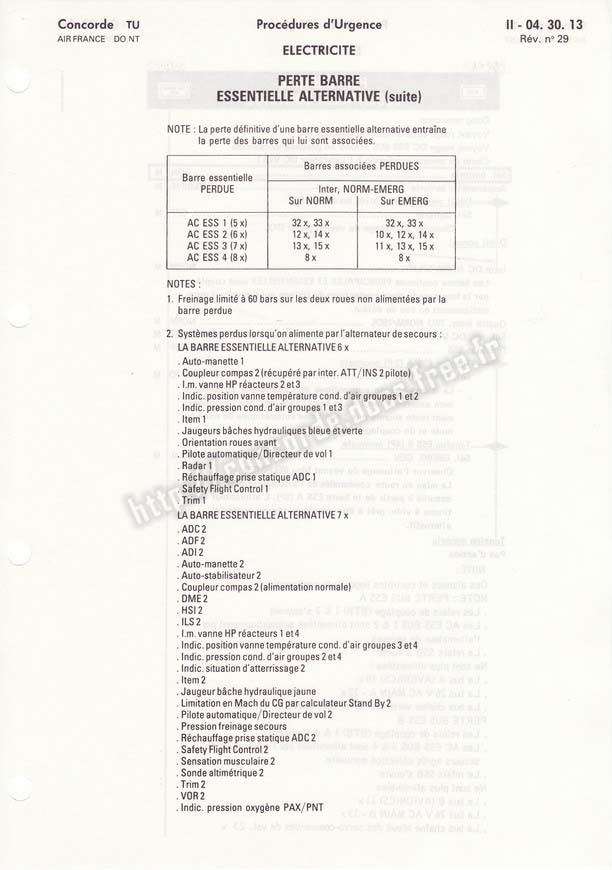 Concorde TU
AIR FRANCE DO.NT
Procédures d'Urgence
ELECTRICITE
II - 04. 30. 13
Rév. n° 29
PERTE BARRE
ESSENTIELLE ALTERNATIVE (suite)
NOTE : La perte définitive d'une barre essentielle alternative entraîne
la perte des barres qui lui sont associées.
Barre essentielle
PERDUE
Barres associées PERDUES
Inter, NORM-EMERG
Sur NORM Sur EMERG
AC ESS 1 (5 x) 32 x, 33 x 32 x, 33 x
AC ESS 2 (6 x) 12 x, 14 x 10 x, 12 x, 14 x
AC ESS 3 (7 x) 13 x, 15 x 11 x, 13 x, 15 x
AC ESS 4 (8 x) 8 x 8 x
NOTES :
1. Freinage limité à 60 bars sur les deux roues non alimentées par la
barre perdue
2. Systèmes perdus lorsqu'on alimente par l'alternateur de secours :
LA BARRE ESSENTIELLE ALTERNATIVE 6 x
. Auto-manette 1
. Coupleur compas 2 (récupéré par inter. ATT/INS 2 pilote)
. I.m. vanne HP réacteurs 2 et 3
. Indic. position vanne température cond. d'air groupes 1 et 2
. Indic. pression cond. d'air groupes 1 et 3
. Item 1
. Jaugeurs bâches hydrauliques bleue et verte
. Orientation roues avant
. Pilote automatique/Directeur de vol 1
. Radar 1
. Réchauffage prise statique ADC 1
. Safety Flight Control 1
. Trim 1
LA BARRE ESSENTIELLE ALTERNATIVE 7 x
. ADC 2
. ADF 2
. ADI 2
. Auto-manette 2
. Auto-stabilisateur 2
. Coupleur compas 2 (alimentation normale)
. DME 2
. HSI 2
. ILS 2
. I.m. vanne HP réacteurs 1 et 4
. Indic. position vanne température cond. d'air groupes 3 et 4
. Indic. pression cond. d'air groupes 2 et 4
. Indic. situation d'atterrissage 2
. Item 2
. Jaugeur bâche hydraulique jaune
. Limitation en Mach du CG par calculateur Stand By 2
. Pilote automatique/Directeur de vol 2
. Pression freinage secours
. Réchauffage prise statique ADC 2
. Safety Flight Control 2
. Sensation musculaire 2
. Sonde altimétrique 2
. Trim 2
. VOR 2
. Indic. pression oxygène PAX/PNT